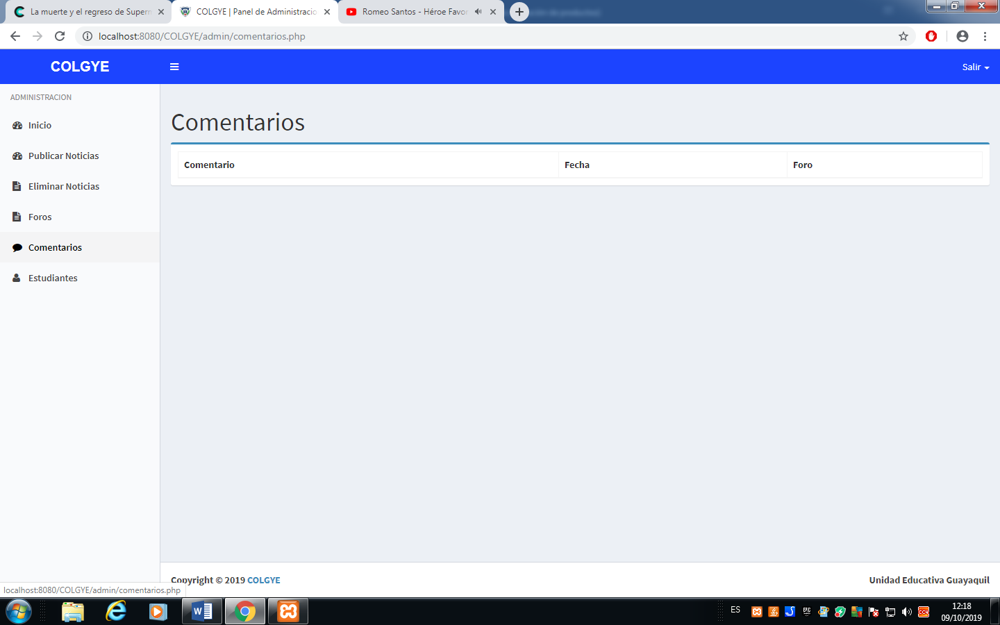 La muerte y el regreso de Superr
COLGYE | Panel de Administracio
Romeo Santos - Héroe Favor
localhost:8080/COLGYE/admin/comentarios.php
COLGYE
Salir
ADMINISTRACION
Inicio
Publicar Noticias
Eliminar Noticias
Foros
Comentarios
Estudiantes
Comentarios
Comentario Fecha Foro
Copyright © 2019 COLGYE
Unidad Educativa Guayaquil
localhost:8080/COLGYE/admin/comentarios.php
ES
12:18
09/10/2019